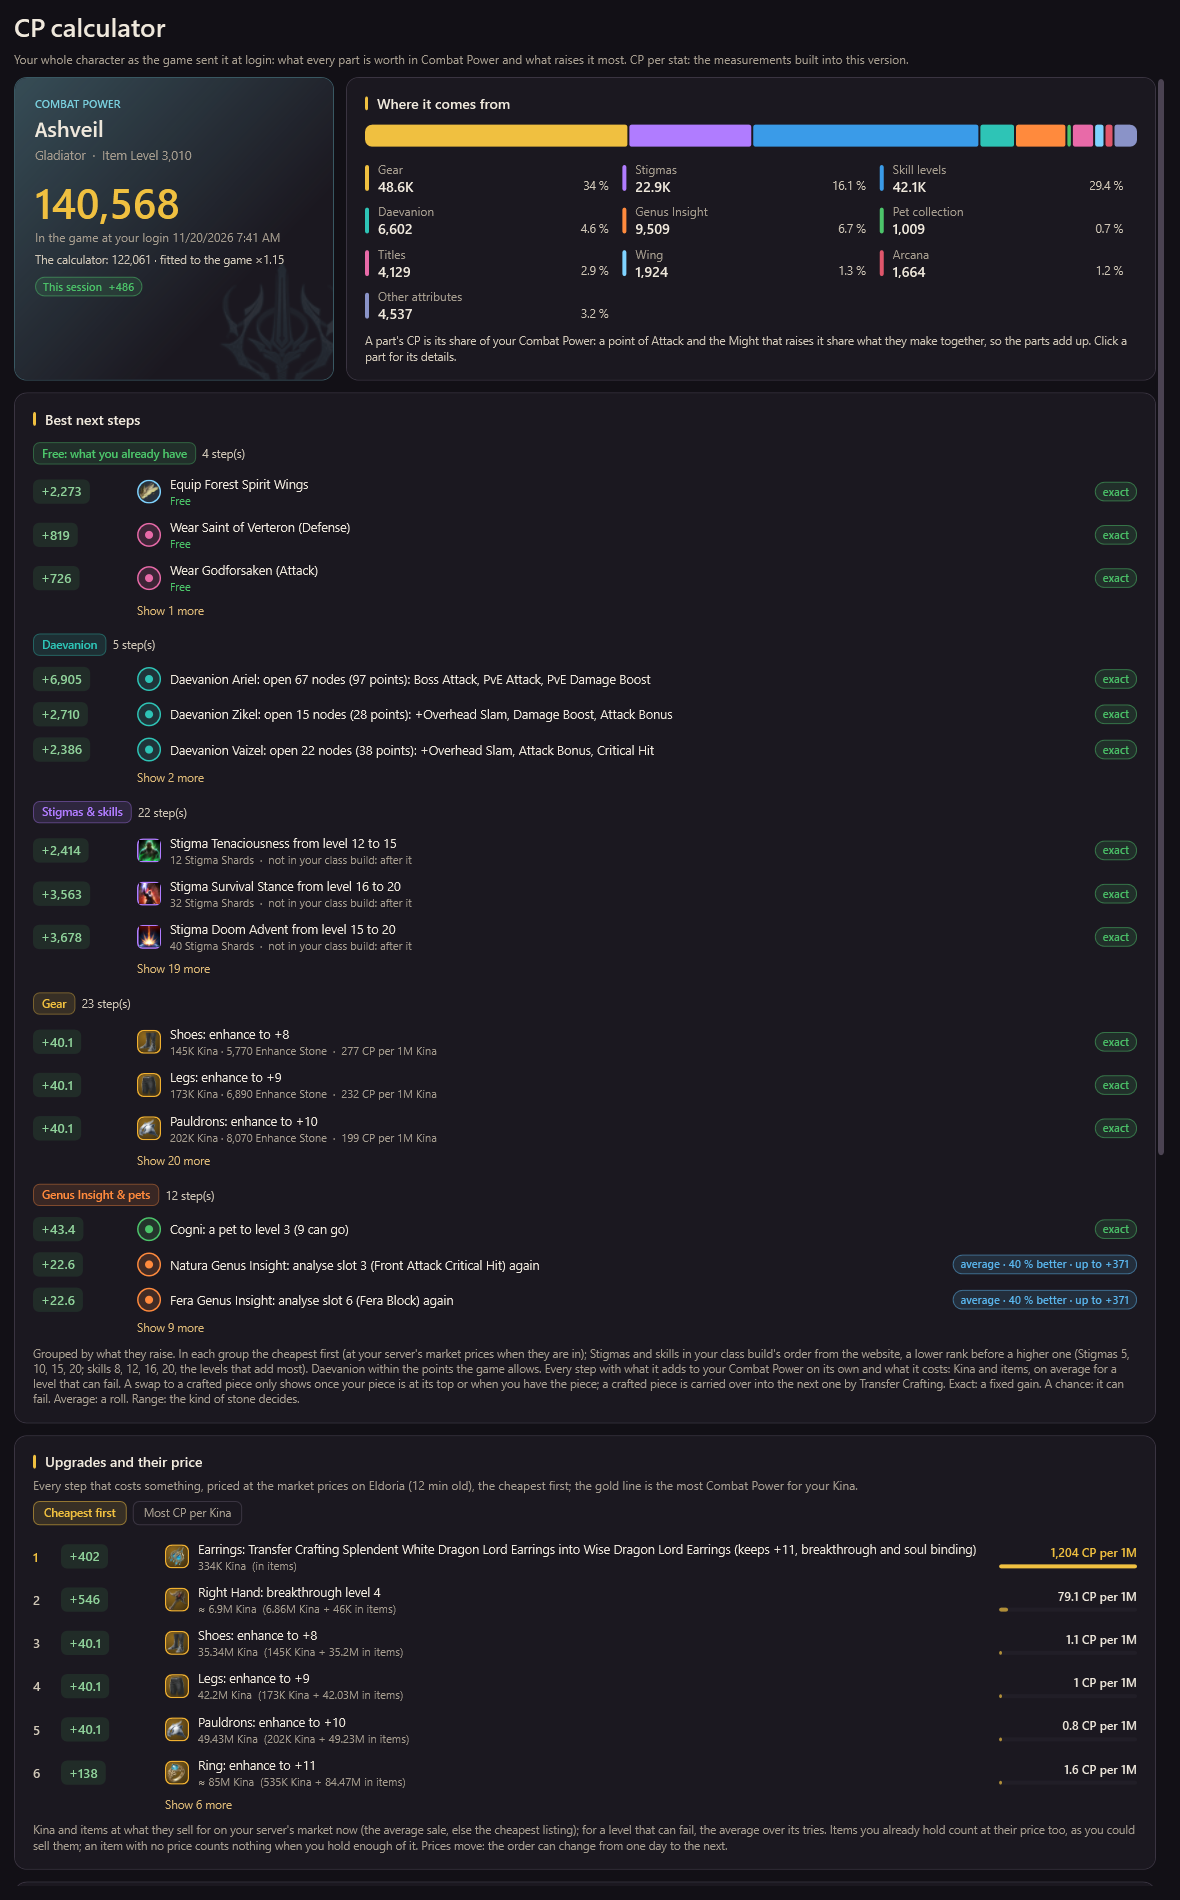 CP calculator
Your whole character as the game sent it at login: what every part is worth in Combat Power and what raises it most. CP per stat: the measurements built into this version.
COMBAT POWER
Ashveil
Gladiator · Item Level 3,010
140,568
In the game at your login 11/20/2026 7:41 AM
The calculator: 122,061 · fitted to the game ×1.15
This session +486
Where it comes from
Gear
48.6K 34 %
Stigmas
22.9K 16.1 %
Skill levels
42.1K 29.4 %
Daevanion
6,602 4.6 %
Genus Insight
9,509 6.7 %
Pet collection
1,009 0.7 %
Titles
4,129 2.9 %
Wing
1,924 1.3 %
Arcana
1,664 1.2 %
Other attributes
4,537 3.2 %
A part's CP is its share of your Combat Power: a point of Attack and the Might that raises it share what they make together, so the parts add up. Click a
part for its details.
Best next steps
Free: what you already have 4 step(s)
+2,273 Equip Forest Spirit Wings exact
Free
+819 Wear Saint of Verteron (Defense) exact
Free
+726 Wear Godforsaken (Attack) exact
Free
Show 1 more
Daevanion 5 step(s)
+6,905 Daevanion Ariel: open 67 nodes (97 points): Boss Attack, PvE Attack, PvE Damage Boost exact
+2,710 Daevanion Zikel: open 15 nodes (28 points): +Overhead Slam, Damage Boost, Attack Bonus exact
+2,386 Daevanion Vaizel: open 22 nodes (38 points): +Overhead Slam, Attack Bonus, Critical Hit exact
Show 2 more
Stigmas & skills 22 step(s)
+2,414 Stigma Tenaciousness from level 12 to 15 exact
12 Stigma Shards · not in your class build: after it
+3,563 Stigma Survival Stance from level 16 to 20 exact
32 Stigma Shards · not in your class build: after it
+3,678 Stigma Doom Advent from level 15 to 20 exact
40 Stigma Shards · not in your class build: after it
Show 19 more
Gear 23 step(s)
+40.1 Shoes: enhance to +8 exact
145K Kina · 5,770 Enhance Stone · 277 CP per 1M Kina
+40.1 Legs: enhance to +9 exact
173K Kina · 6,890 Enhance Stone · 232 CP per 1M Kina
+40.1 Pauldrons: enhance to +10 exact
202K Kina · 8,070 Enhance Stone · 199 CP per 1M Kina
Show 20 more
Genus Insight & pets 12 step(s)
+43.4 Cogni: a pet to level 3 (9 can go) exact
+22.6 Natura Genus Insight: analyse slot 3 (Front Attack Critical Hit) again average · 40 % better · up to +371
+22.6 Fera Genus Insight: analyse slot 6 (Fera Block) again average · 40 % better · up to +371
Show 9 more
Grouped by what they raise. In each group the cheapest first (at your server's market prices when they are in); Stigmas and skills in your class build's order from the website, a lower rank before a higher one (Stigmas 5,
10, 15, 20; skills 8, 12, 16, 20, the levels that add most). Daevanion within the points the game allows. Every step with what it adds to your Combat Power on its own and what it costs: Kina and items, on average for a
level that can fail. A swap to a crafted piece only shows once your piece is at its top or when you have the piece; a crafted piece is carried over into the next one by Transfer Crafting. Exact: a fixed gain. A chance: it can
fail. Average: a roll. Range: the kind of stone decides.
Upgrades and their price
Every step that costs something, priced at the market prices on Eldoria (12 min old), the cheapest first; the gold line is the most Combat Power for your Kina.
Cheapest first Most CP per Kina
1 +402 Earrings: Transfer Crafting Splendent White Dragon Lord Earrings into Wise Dragon Lord Earrings (keeps +11, breakthrough and soul binding) 1,204 CP per 1M
334K Kina (in items)
2 +546 Right Hand: breakthrough level 4 79.1 CP per 1M
≈ 6.9M Kina (6.86M Kina + 46K in items)
3 +40.1 Shoes: enhance to +8 1.1 CP per 1M
35.34M Kina (145K Kina + 35.2M in items)
4 +40.1 Legs: enhance to +9 1 CP per 1M
42.2M Kina (173K Kina + 42.03M in items)
5 +40.1 Pauldrons: enhance to +10 0.8 CP per 1M
49.43M Kina (202K Kina + 49.23M in items)
6 +138 Ring: enhance to +11 1.6 CP per 1M
≈ 85M Kina (535K Kina + 84.47M in items)
Show 6 more
Kina and items at what they sell for on your server's market now (the average sale, else the cheapest listing); for a level that can fail, the average over its tries. Items you already hold count at their price too, as you could
sell them; an item with no price counts nothing when you hold enough of it. Prices move: the order can change from one day to the next.